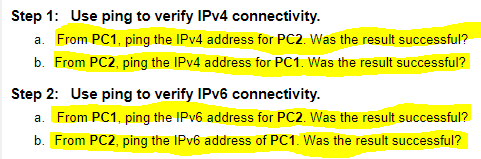 Step 1: Use ping to verify IPv4 connectivity.
a. From PC1, ping the IPv4 address for PC2. Was the result successful?
b. From PC2, ping the IPv4 address for PC1. Was the result successful?
Step 2: Use ping to verify IPv6 connectivity.
a. From PC1, ping the IPv6 address for PC2. Was the result successful?
b. From PC2, ping the IPv6 address of PC1. Was the result successful?